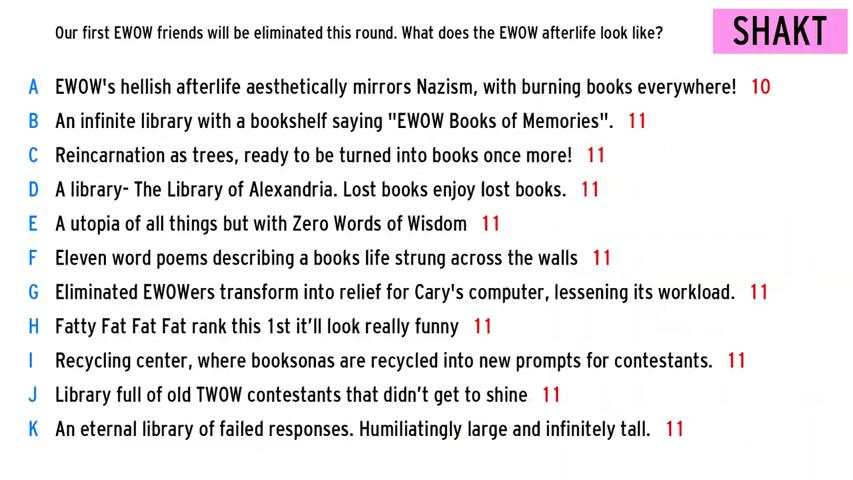 Our first EWOW friends will be eliminated this round. What does the EWOW afterlife look like?
SHAKT
A EWOW's hellish afterlife aesthetically mirrors Nazism, with burning books everywhere! 10
B An infinite library with a bookshelf saying "EWOW Books of Memories". 11
C Reincarnation as trees, ready to be turned into books once more! 11
D A library- The Library of Alexandria. Lost books enjoy lost books. 11
E A utopia of all things but with Zero Words of Wisdom 11
F Eleven word poems describing a books life strung across the walls 11
G Eliminated EWOWers transform into relief for Cary's computer, lessening its workload. 11
H Fatty Fat Fat Fat rank this 1st it’ll look really funny 11
I Recycling center, where booksonas are recycled into new prompts for contestants. 11
J Library full of old TWOW contestants that didn’t get to shine 11
K An eternal library of failed responses. Humiliatingly large and infinitely tall. 11